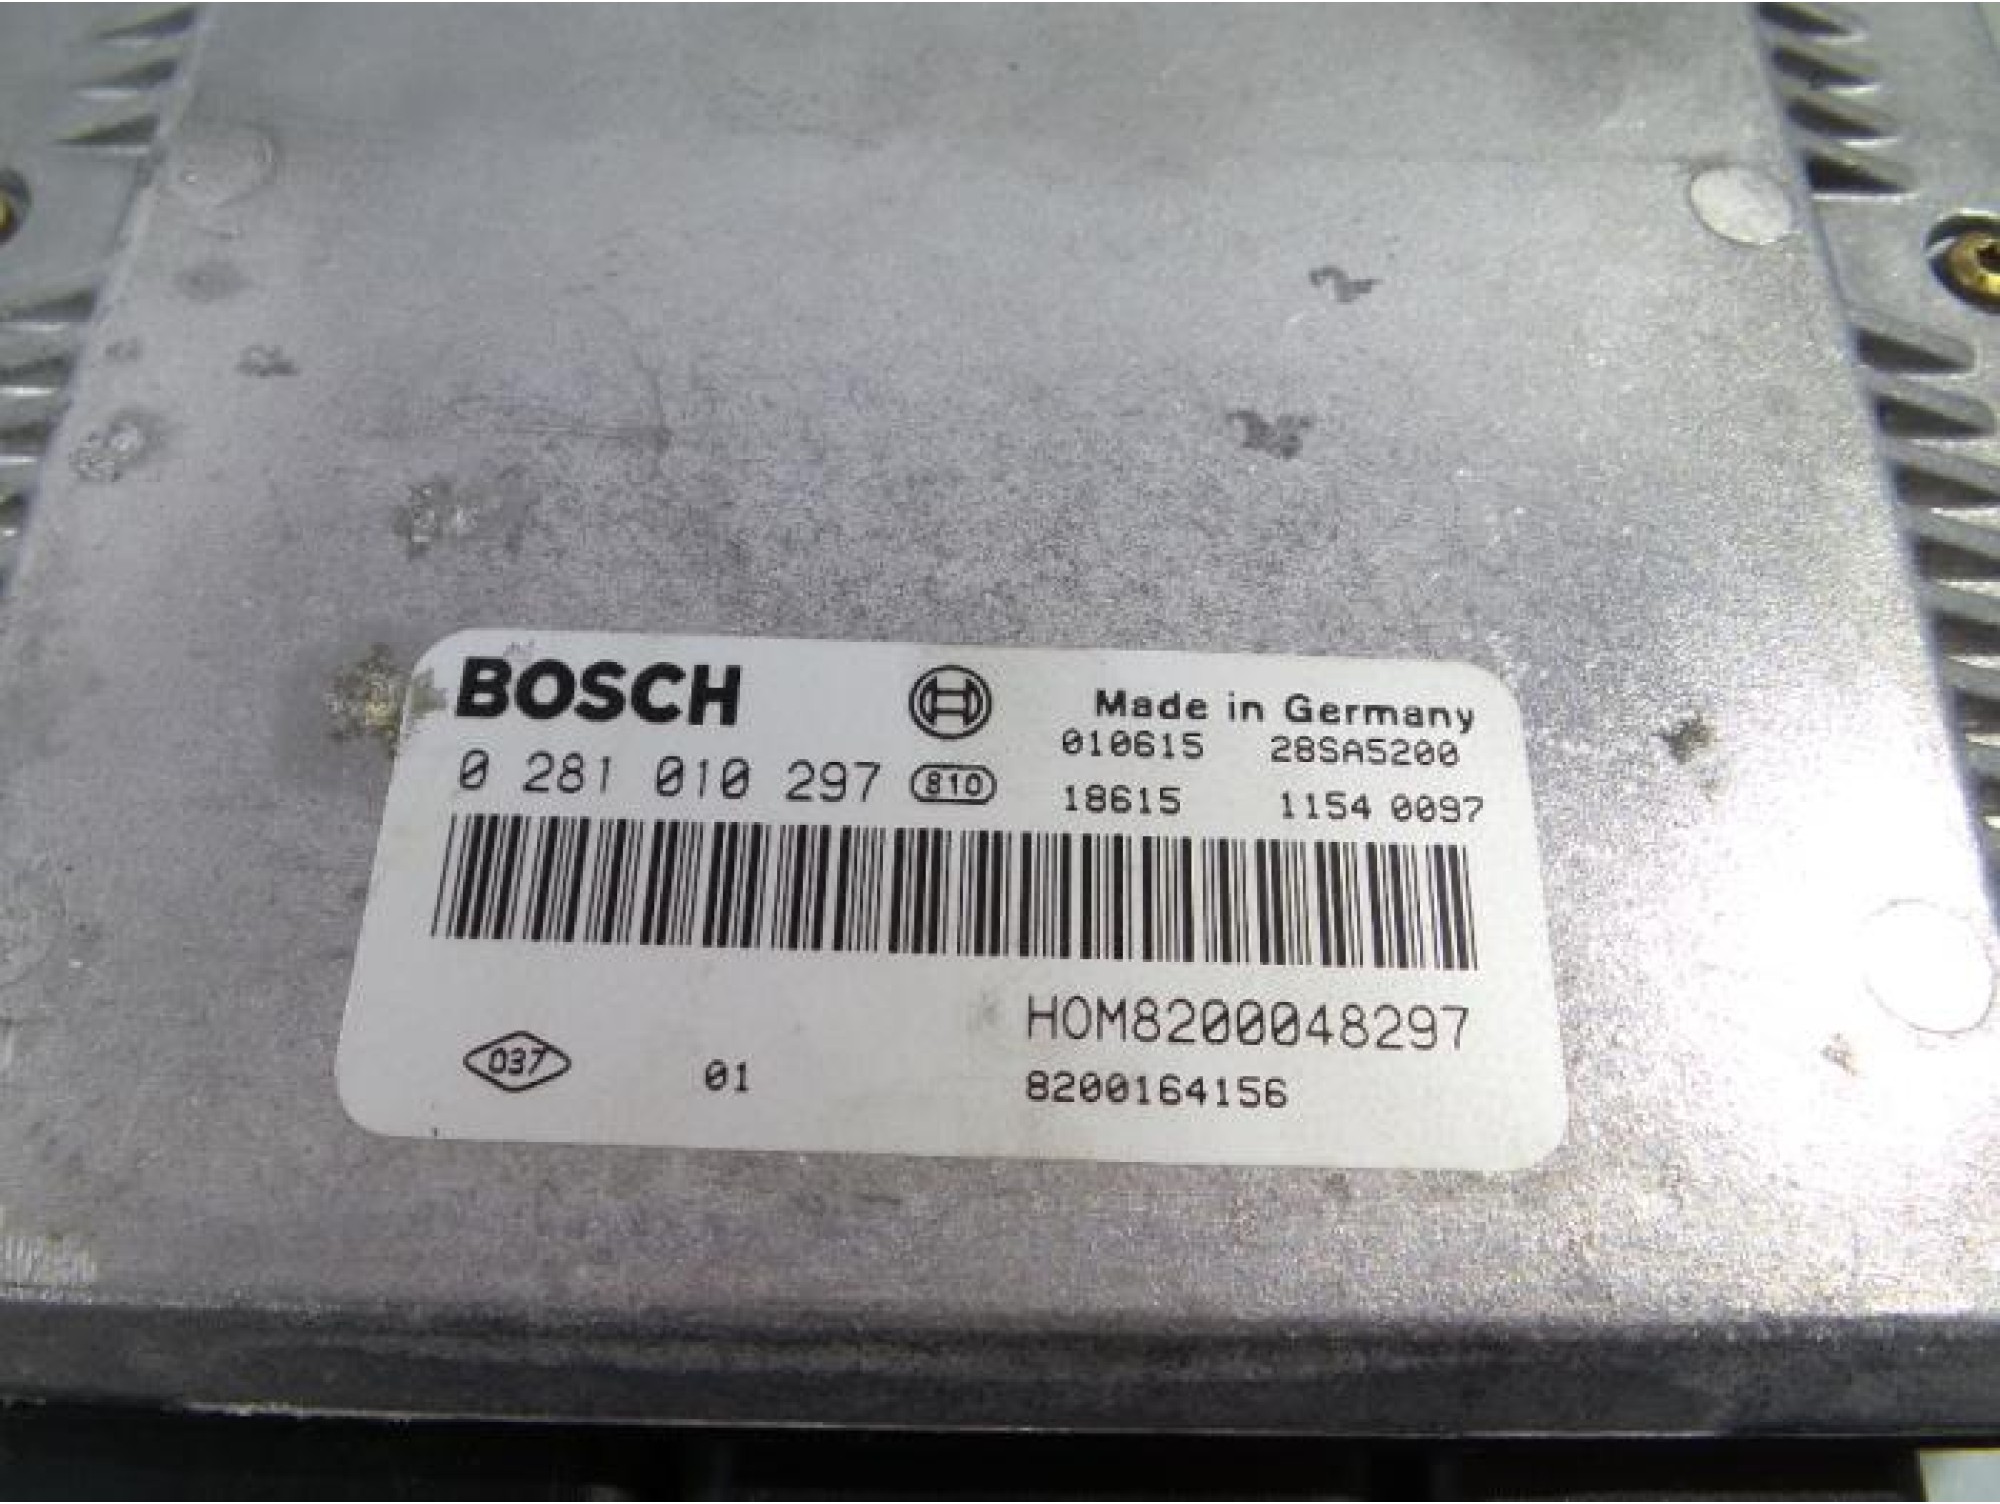 BOSCH
Made in Germany
010615 28SA5200
0 281 010 297 810
18615 1154 0097
HOM8200048297
037 01 8200164156